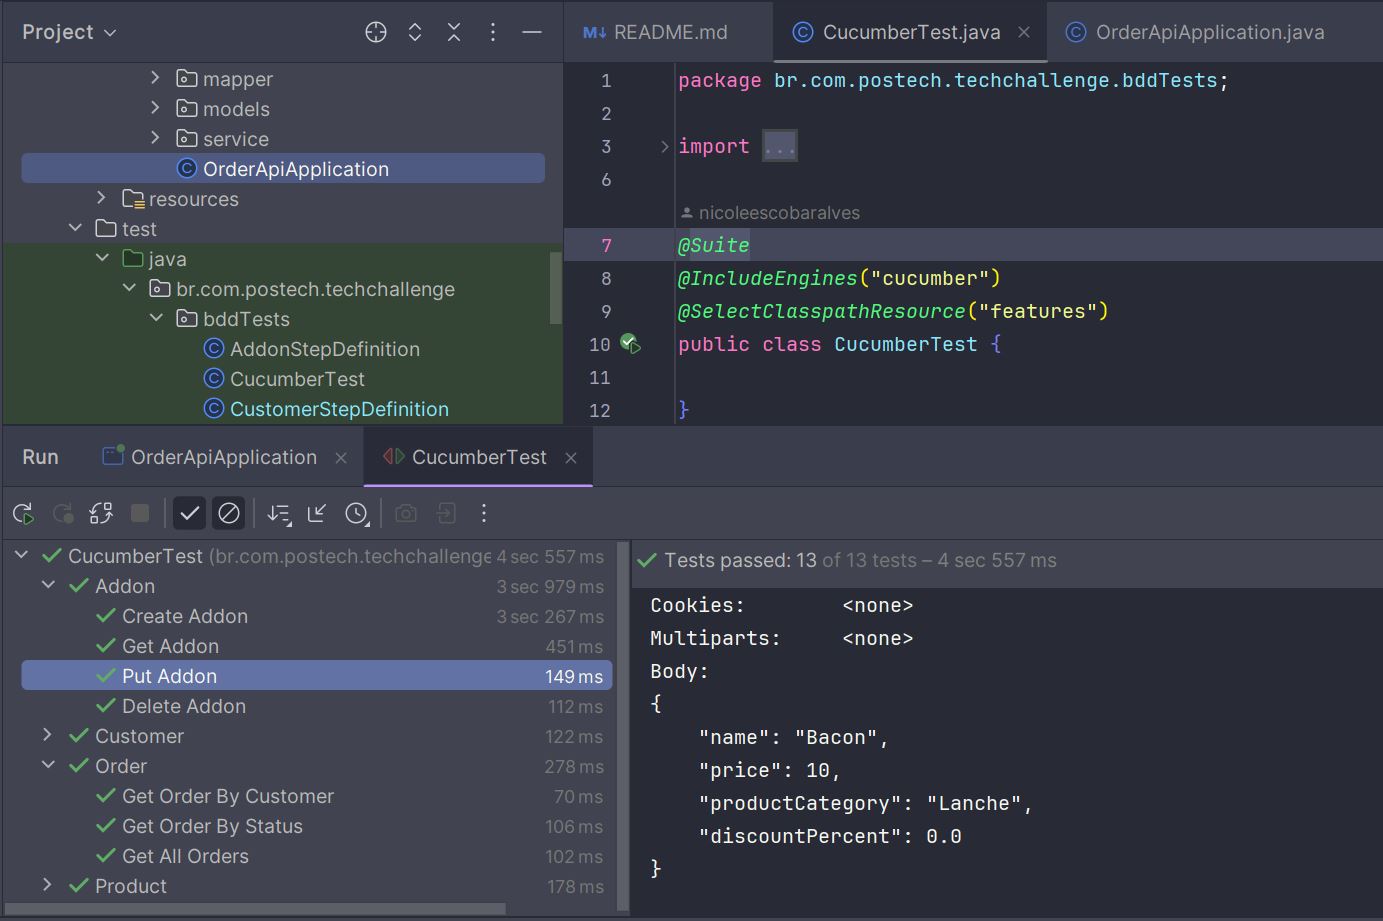 Project
README.md
CucumberTest.java
OrderApiApplication.java
mapper
models
service
OrderApiApplication
resources
test
java
br.com.postech.techchallenge
bddTests
AddonStepDefinition
CucumberTest
CustomerStepDefinition
1 package br.com.postech.techchallenge.bddTests;
2
3 import ...
6
nicoleescobaralves
7 @Suite
8 @IncludeEngines("cucumber")
9 @SelectClasspathResource("features")
10 public class CucumberTest {
11
12 }
Run
OrderApiApplication
CucumberTest
CucumberTest (br.com.postech.techchallenge 4 sec 557 ms
Addon 3 sec 979 ms
Create Addon 3 sec 267 ms
Get Addon 451 ms
Put Addon 149 ms
Delete Addon 112 ms
Customer 122 ms
Order 278 ms
Get Order By Customer 70 ms
Get Order By Status 106 ms
Get All Orders 102 ms
Product 178 ms
Tests passed: 13 of 13 tests – 4 sec 557 ms
Cookies: <none>
Multiparts: <none>
Body:
{
"name": "Bacon",
"price": 10,
"productCategory": "Lanche",
"discountPercent": 0.0
}